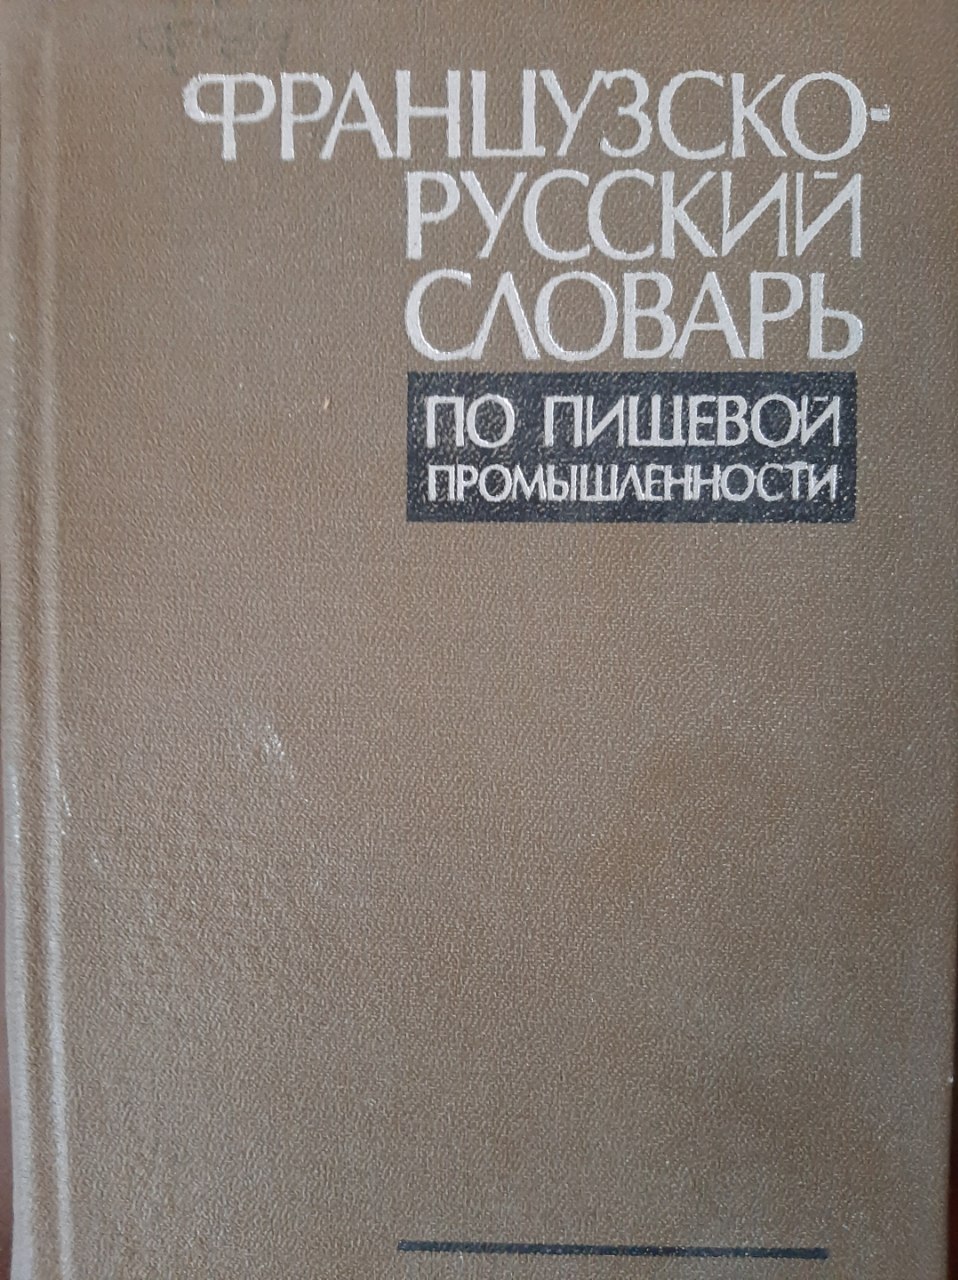 ФРАНЦУЗСКО-
РУССКИЙ
СЛОВАРЬ
ПО ПИЩЕВОЙ
ПРОМЫШЛЕННОСТИ